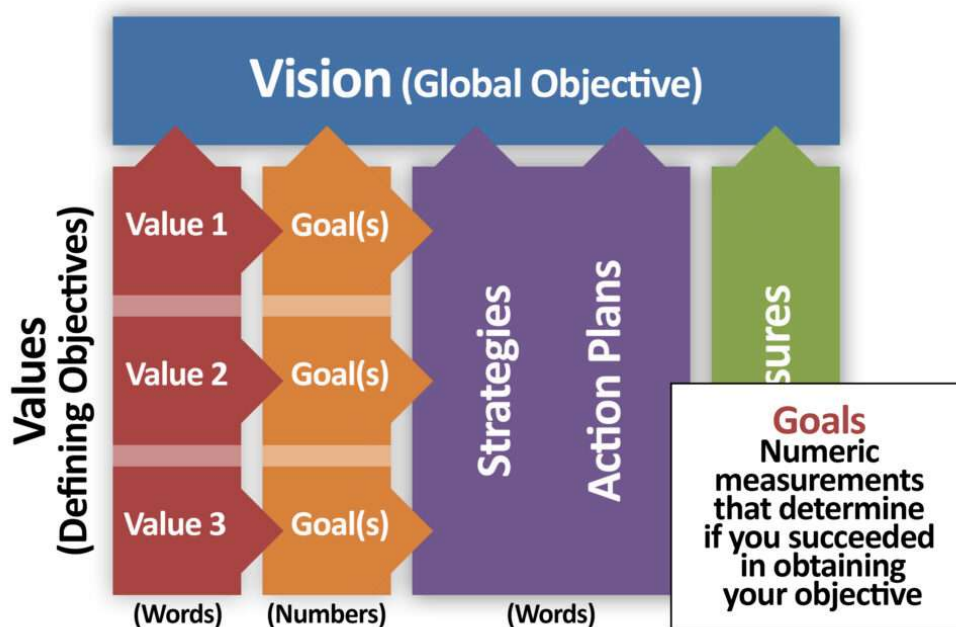 Vision (Global Objective)
Values
(Defining Objectives)
Value 1
Goal(s)
Value 2
Goal(s)
Value 3
Goal(s)
Strategies
Action Plans
Goals
Numeric
measurements
that determine
if you succeeded
in obtaining
your objective
(Words)
(Numbers)
(Words)